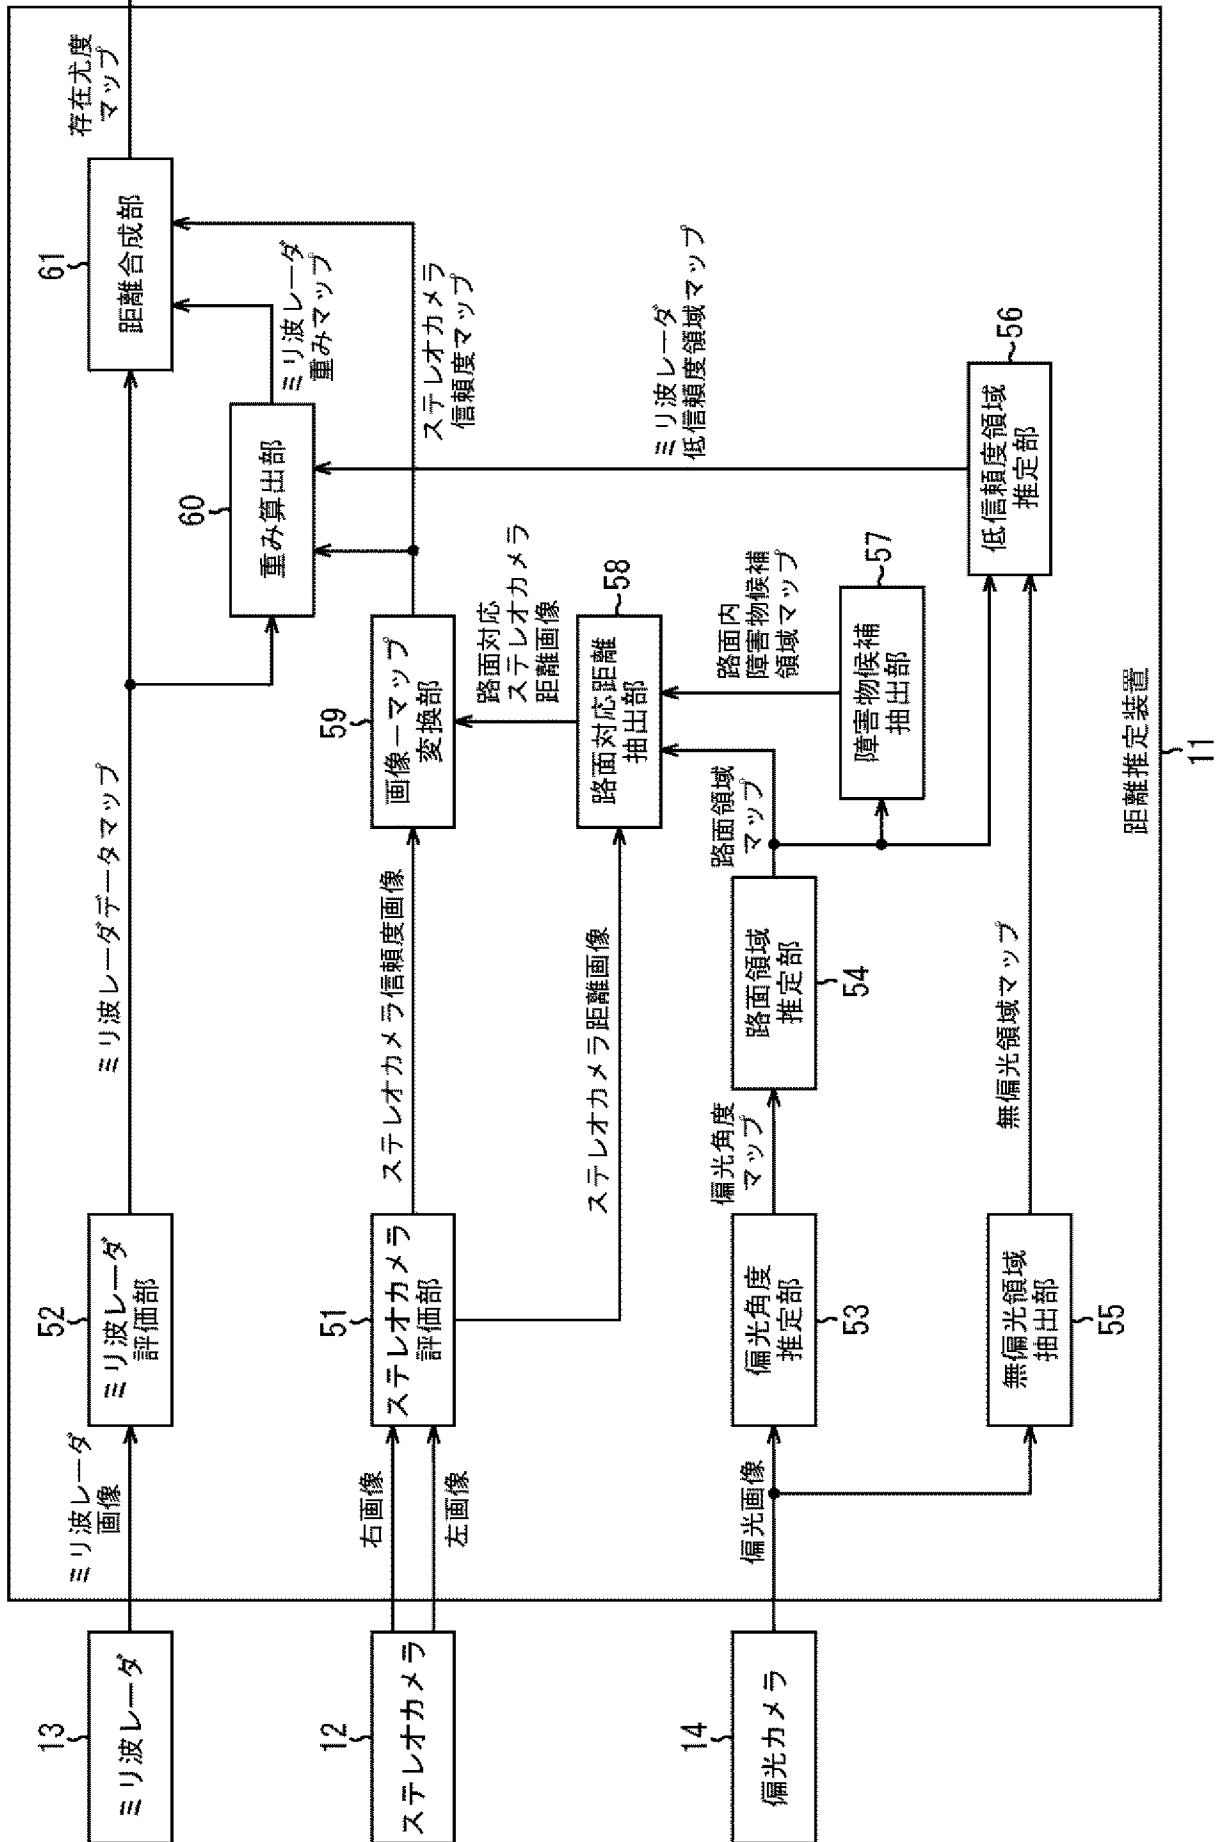 13
ミリ波レーダ
ミリ波レーダ
画像
52
ミリ波レーダ
評価部
ミリ波レーダデータマップ
61
距離合成部
存在尤度
マップ
60
重み算出部
ミリ波レーダ
重みマップ
12
ステレオカメラ
右画像
左画像
51
ステレオカメラ
評価部
ステレオカメラ信頼度画像
ステレオカメラ距離画像
59
画像ーマップ
変換部
ステレオカメラ
信頼度マップ
路面対応
ステレオカメラ
距離画像
58
路面対応距離
抽出部
14
偏光カメラ
偏光画像
偏光角度
推定部
53
偏光角度
マップ
路面領域
推定部
54
路面領域
マップ
路面内
障害物候補
領域マップ
57
障害物候補
抽出部
ミリ波レーダ
低信頼度領域マップ
無偏光領域
抽出部
55
無偏光領域マップ
56
低信頼度領域
推定部
距離推定装置
11